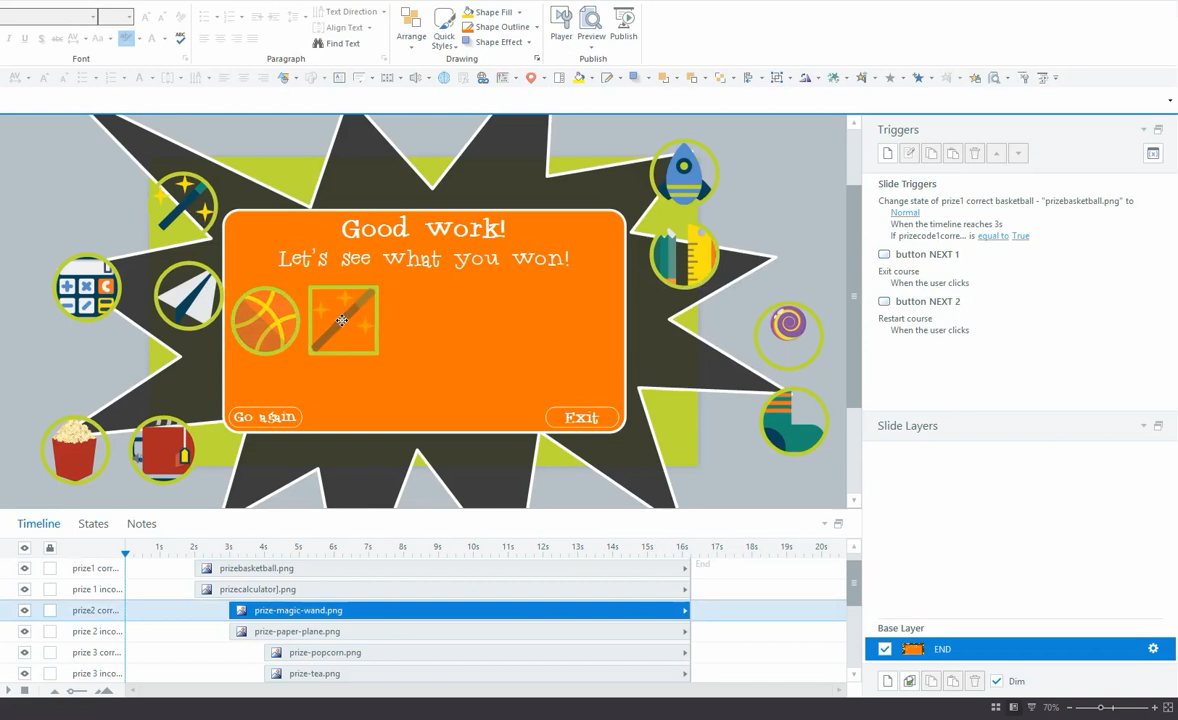 Text Direction
Align Text
Find Text
Font
Paragraph
Arrange
Quick Styles
Shape Fill
Shape Outline
Shape Effect
Drawing
Player
Preview
Publish
Publish
Triggers
Slide Triggers
Change state of prize1 correct basketball - "prizebasketball.png" to
Normal
When the timeline reaches 3s
If prizecode1corre... is equal to True
button NEXT 1
Exit course
When the user clicks
button NEXT 2
Restart course
When the user clicks
Good work!
Let's see what you won!
Go again
Exit
Slide Layers
Base Layer
END
Dim
Timeline
States
Notes
1s 2s 3s 4s 5s 6s 7s 8s 9s 10s 11s 12s 13s 14s 15s 16s 17s 18s 19s 20s
prize1 corr... prizebasketball.png End
prize 1 inco... prizecalculator].png
prize2 corr... prize-magic-wand.png
prize 2 inco... prize-paper-plane.png
prize 3 corr... prize-popcorn.png
prize 3 inco... prize-tea.png
70%